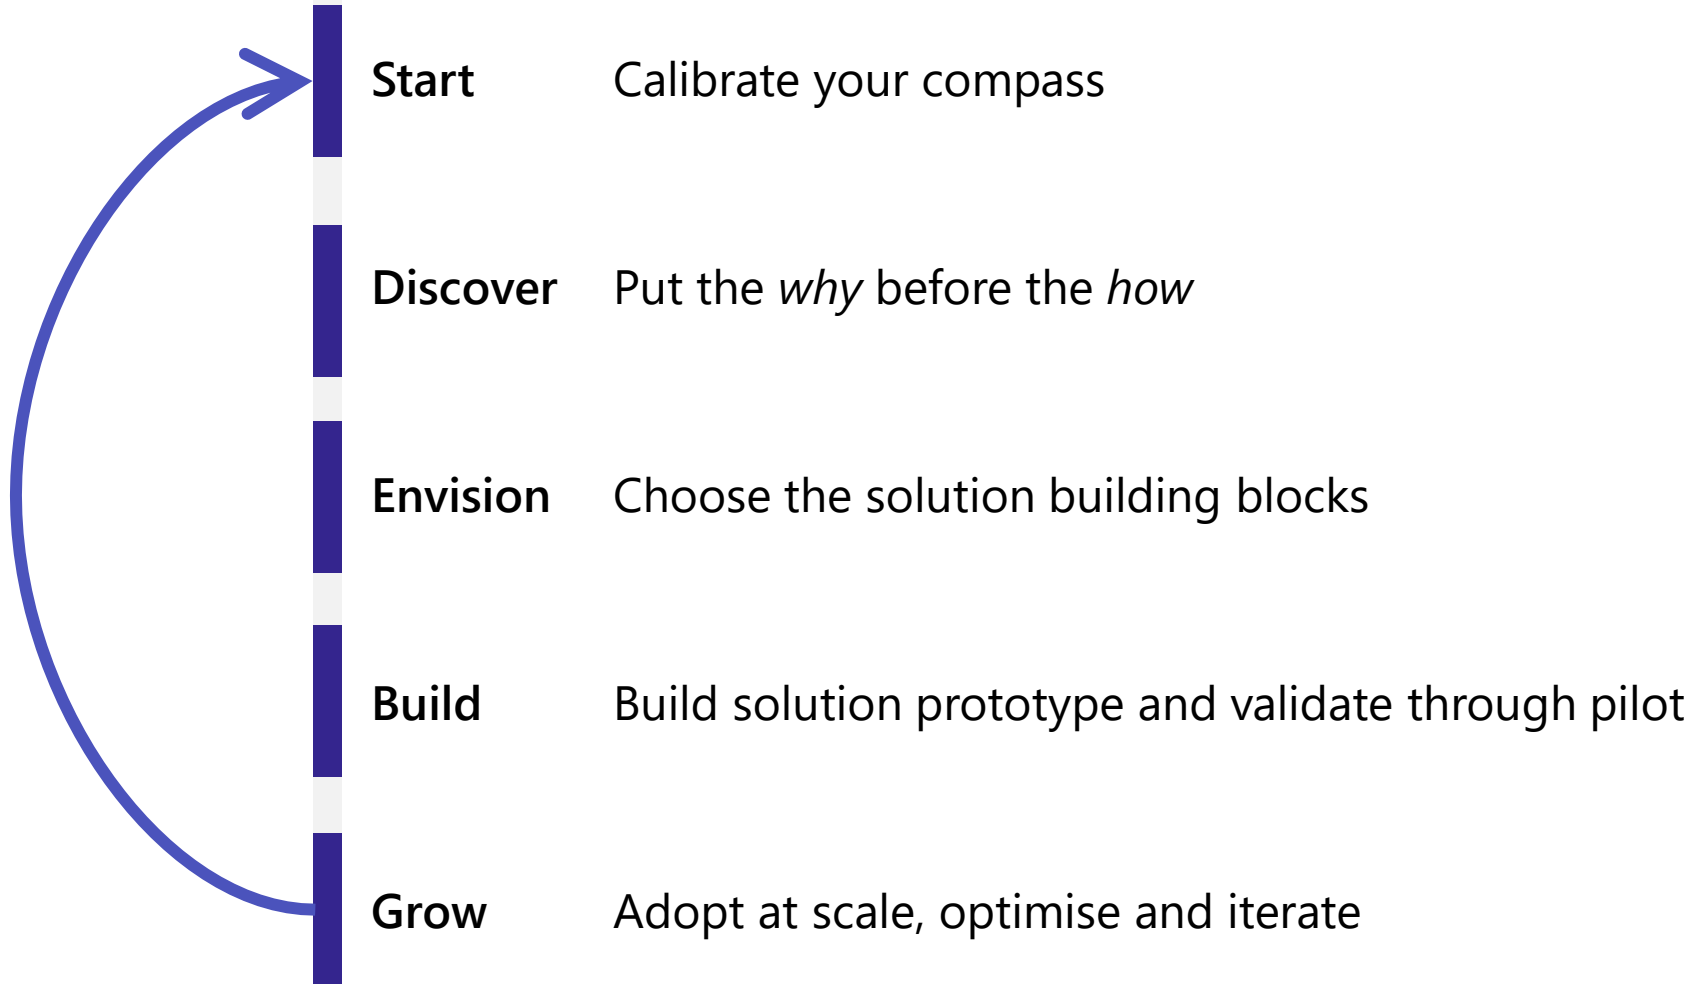 Start Calibrate your compass
Discover Put the why before the how
Envision Choose the solution building blocks
Build Build solution prototype and validate through pilot
Grow Adopt at scale, optimise and iterate